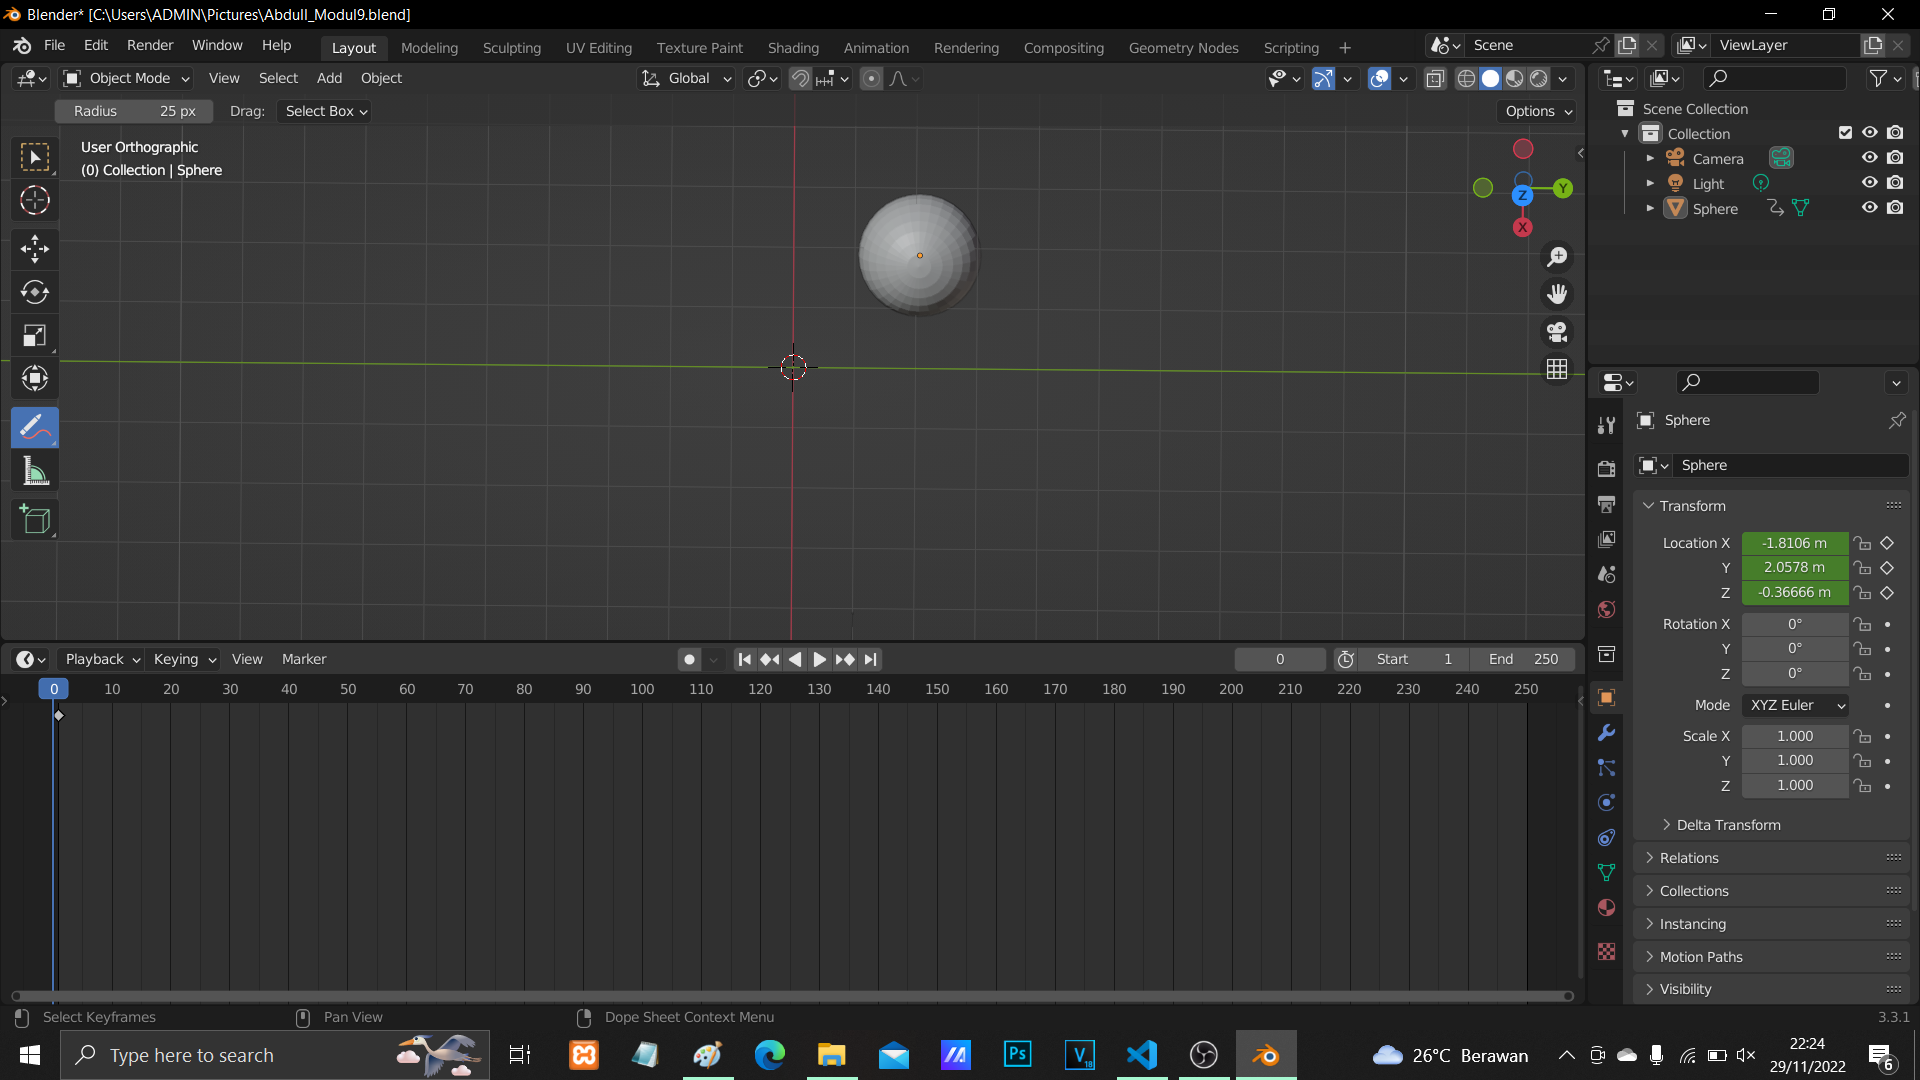 Blender* [C:\Users\ADMIN\Pictures\Abdull_Modul9.blend]
File Edit Render Window Help Layout Modeling Sculpting UV Editing Texture Paint Shading Animation Rendering Compositing Geometry Nodes Scripting + Scene ViewLayer
Object Mode View Select Add Object Global
Radius 25 px Drag: Select Box Options
User Orthographic
(0) Collection | Sphere
Y
Z
X
Scene Collection
Collection
Camera
Light
Sphere
Sphere
Sphere
Transform
Location X -1.8106 m
Y 2.0578 m
Z -0.36666 m
Rotation X 0°
Y 0°
Z 0°
Mode XYZ Euler
Scale X 1.000
Y 1.000
Z 1.000
Delta Transform
Relations
Collections
Instancing
Motion Paths
Visibility
Playback Keying View Marker 0 Start 1 End 250
0 10 20 30 40 50 60 70 80 90 100 110 120 130 140 150 160 170 180 190 200 210 220 230 240 250
Select Keyframes Pan View Dope Sheet Context Menu 3.3.1
Type here to search Ps V 18 26°C Berawan 22:24
29/11/2022 6